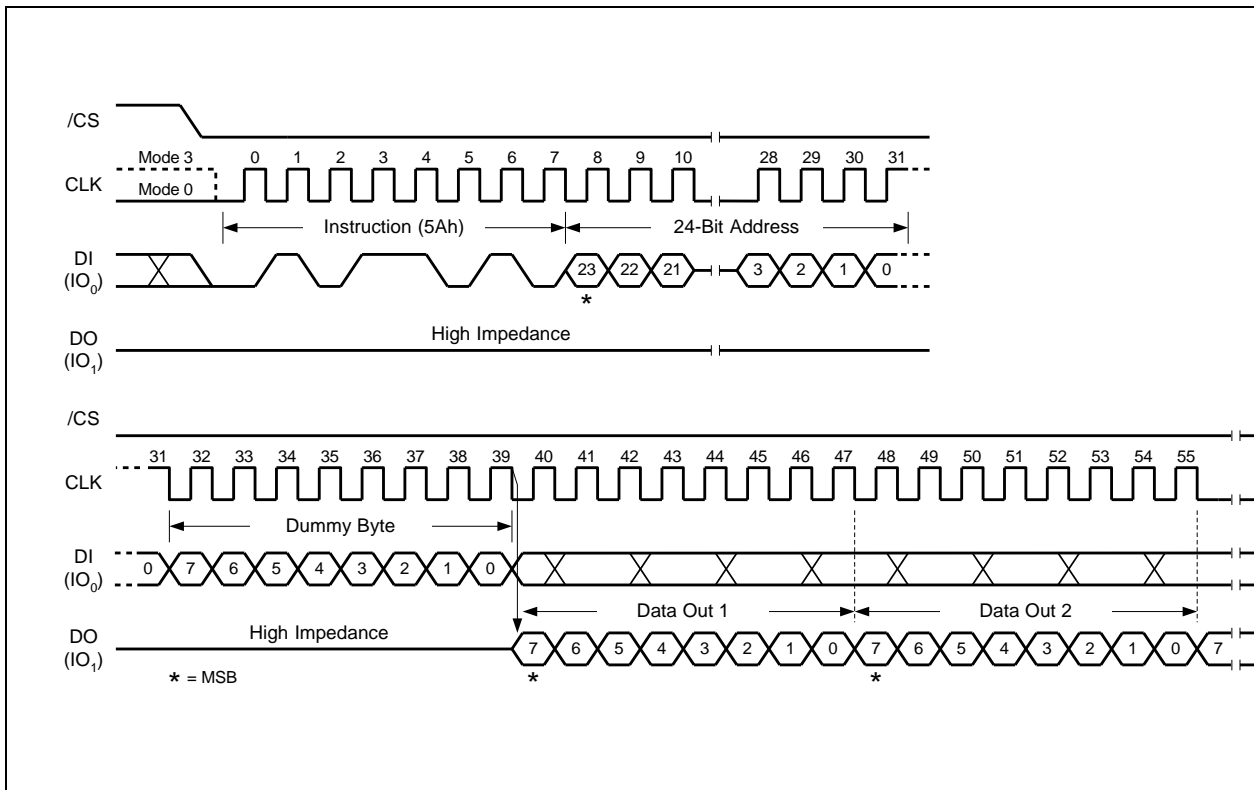 /CS
Mode 3 0 1 2 3 4 5 6 7 8 9 10 28 29 30 31
CLK
Mode 0
Instruction (5Ah) 24-Bit Address
DI
(IO0)
23 22 21 3 2 1 0
*
High Impedance
DO
(IO1)
/CS
31 32 33 34 35 36 37 38 39 40 41 42 43 44 45 46 47 48 49 50 51 52 53 54 55
CLK
Dummy Byte
DI
(IO0)
0 7 6 5 4 3 2 1 0
Data Out 1 Data Out 2
High Impedance
DO
(IO1)
7 6 5 4 3 2 1 0 7 6 5 4 3 2 1 0 7
* = MSB * *